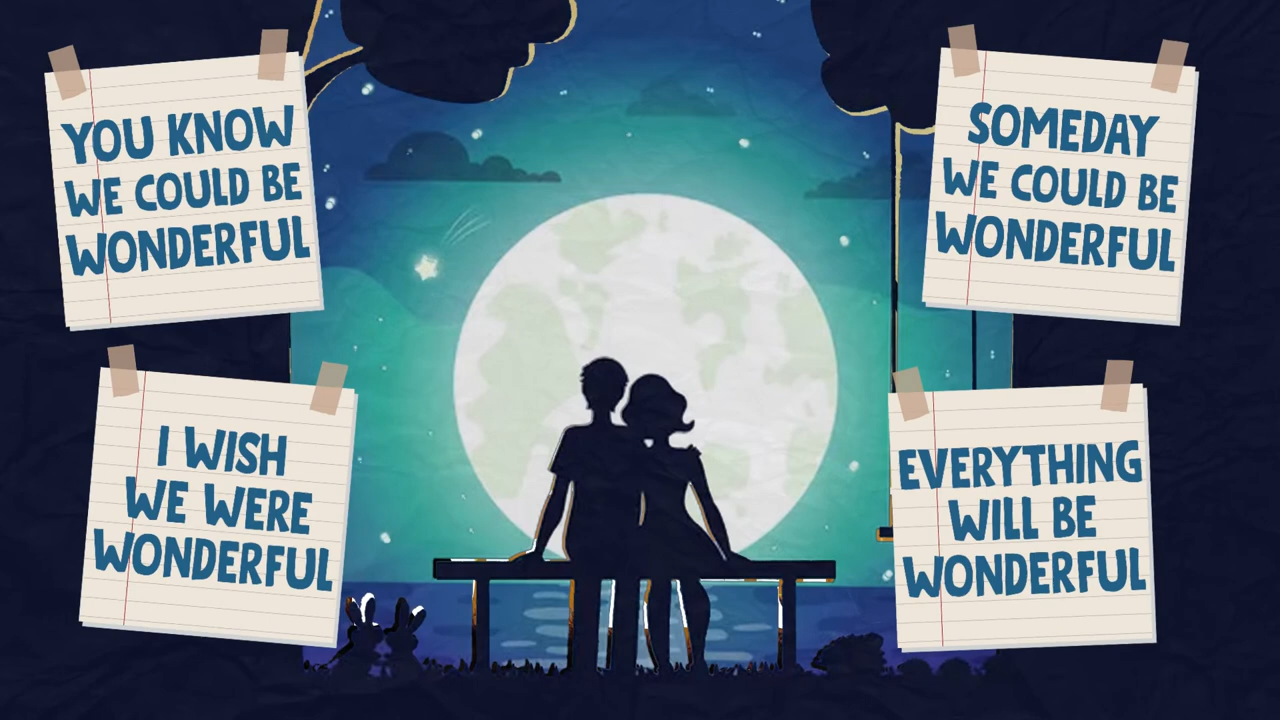 YOU KNOW
WE COULD BE
WONDERFUL
SOMEDAY
WE COULD BE
WONDERFUL
I WISH
WE WERE
WONDERFUL
EVERYTHING
WILL BE
WONDERFUL